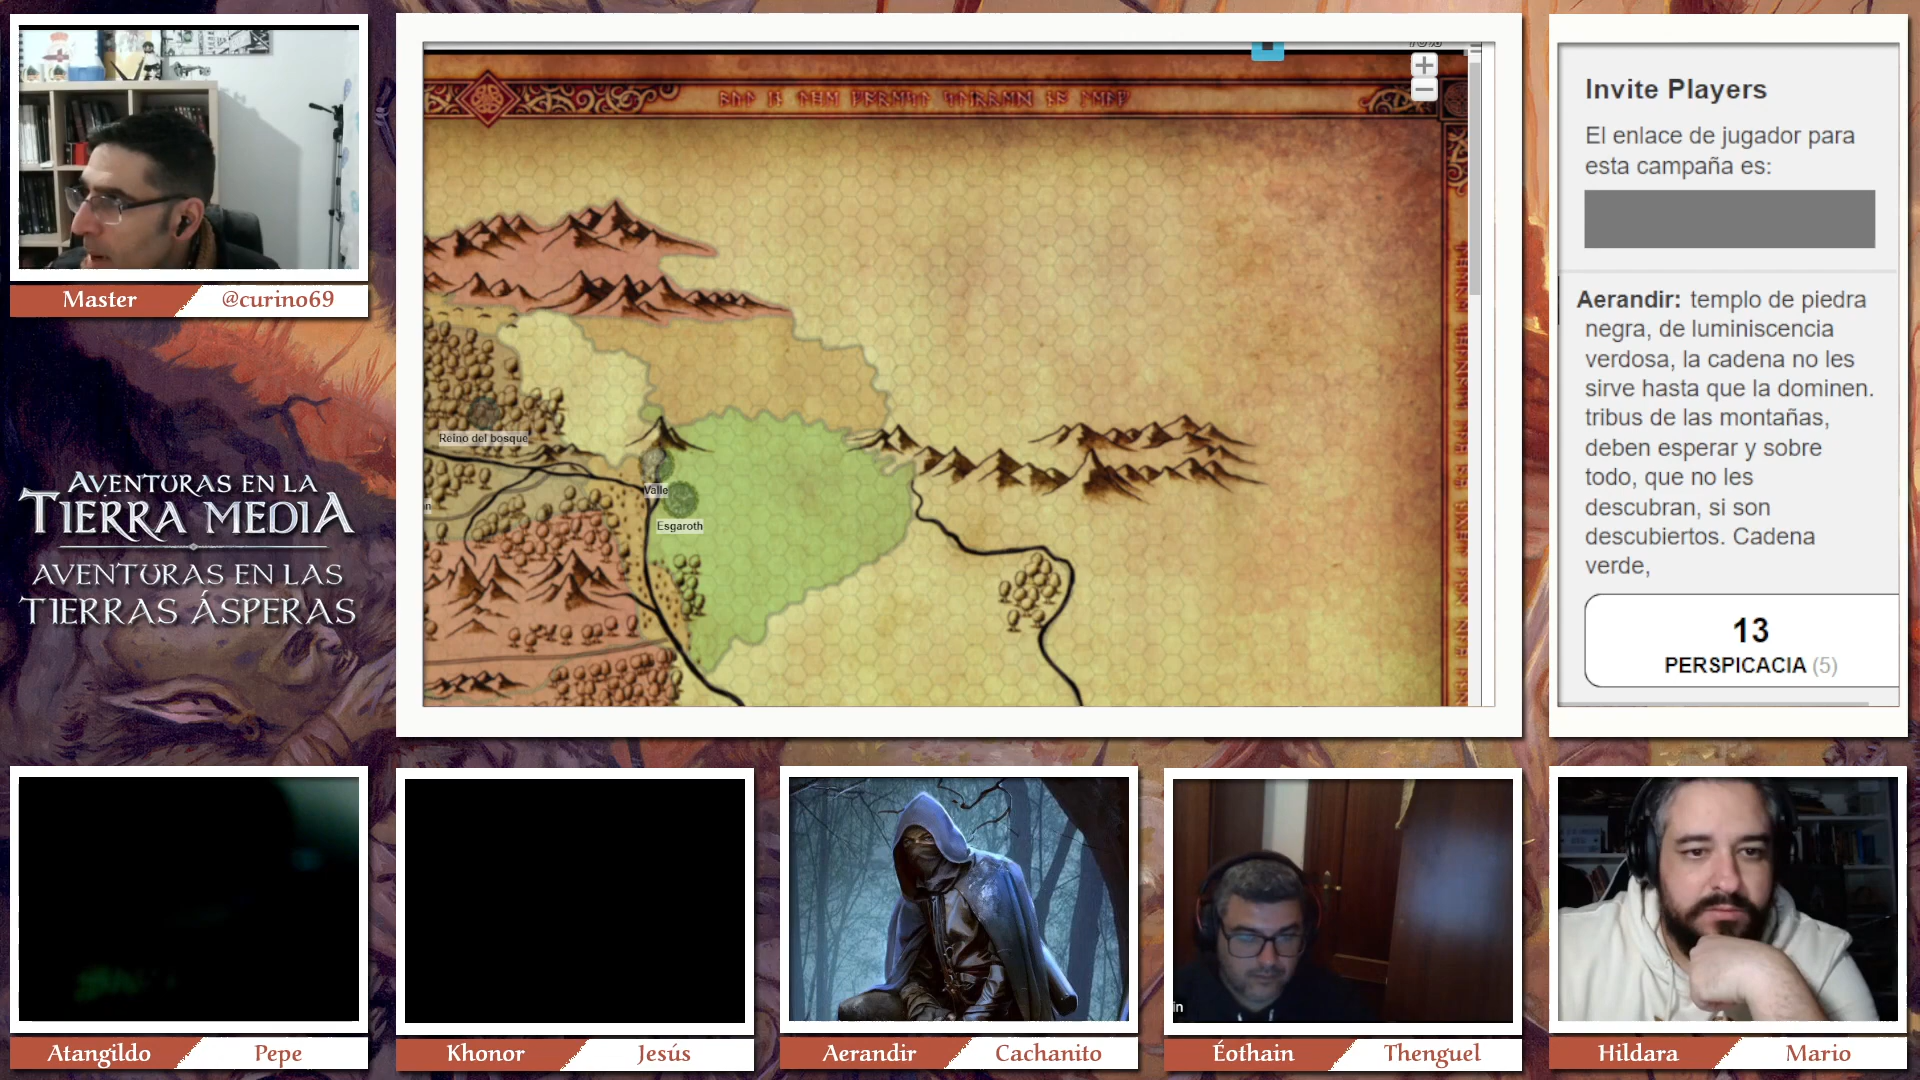 Master @curino69
AVENTURAS EN LA
TIERRA MEDIA
AVENTURAS EN LAS
TIERRAS ÁSPERAS
Reino del bosque
Valle
Esgaroth
Invite Players
El enlace de jugador para
esta campaña es:
Aerandir: templo de piedra
negra, de luminiscencia
verdosa, la cadena no les
sirve hasta que la dominen.
tribus de las montañas,
deben esperar y sobre
todo, que no les
descubran, si son
descubiertos. Cadena
verde,
13
PERSPICACIA (5)
in
Atangildo Pepe
Khonor Jesús
Aerandir Cachanito
Éothain Thenguel
Hildara Mario